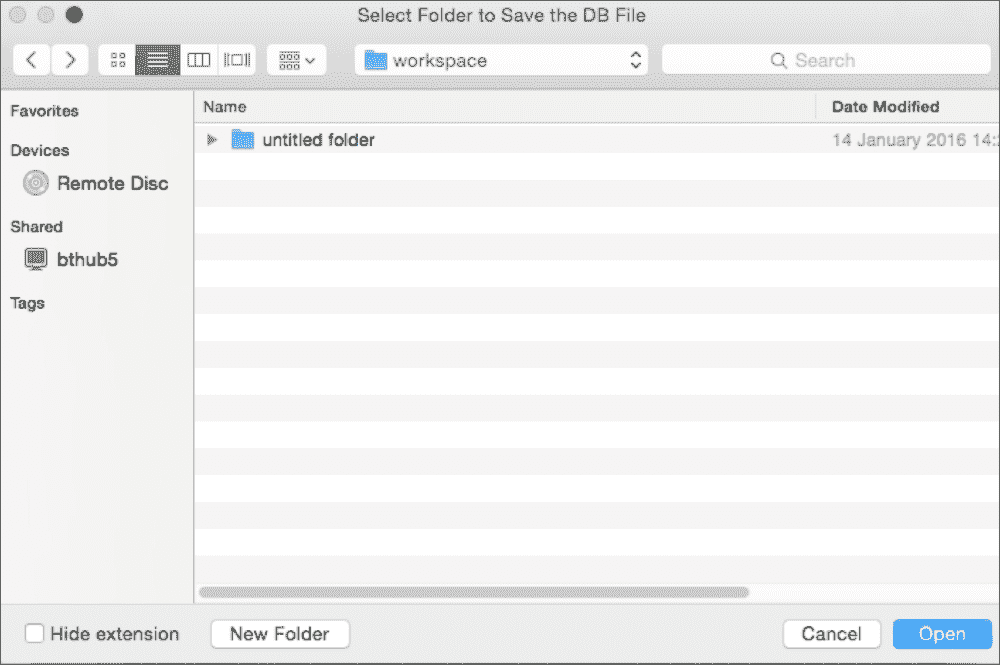 Select Folder to Save the DB File
workspace
Search
Favorites
Devices
Remote Disc
Shared
bthub5
Tags
Name Date Modified
untitled folder 14 January 2016 14:
Hide extension New Folder Cancel Open